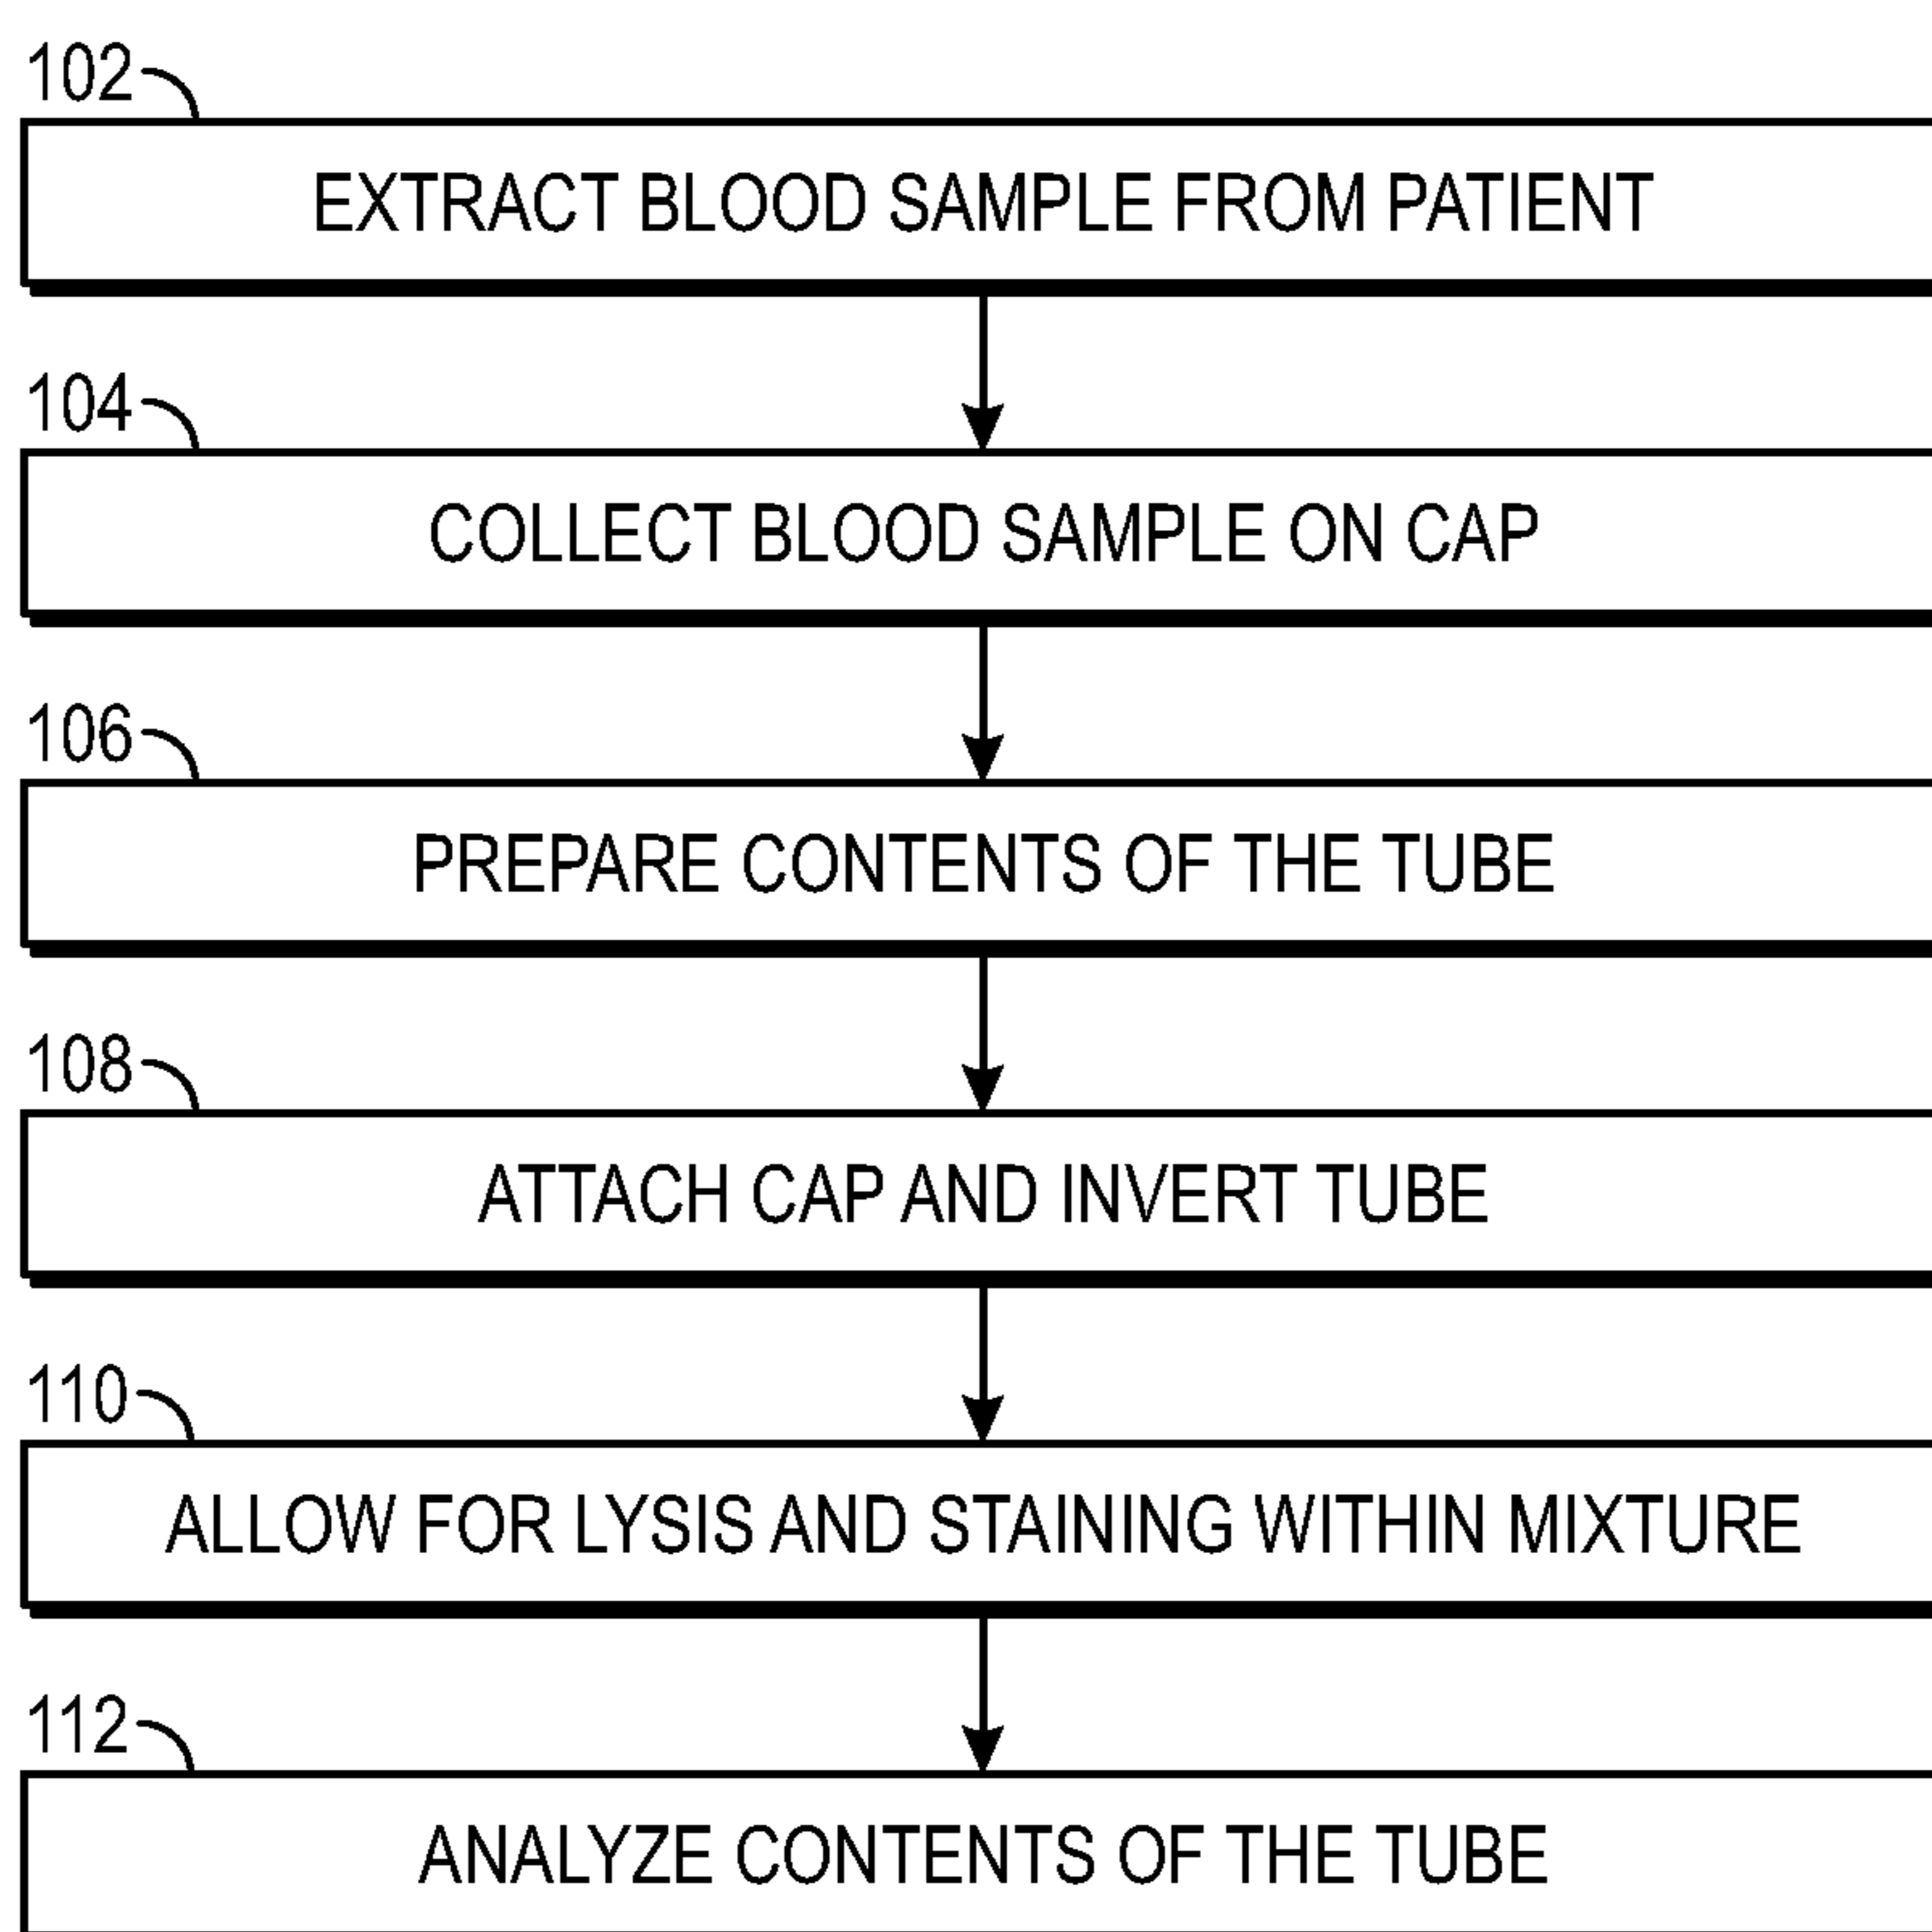 102
EXTRACT BLOOD SAMPLE FROM PATIENT
104
COLLECT BLOOD SAMPLE ON CAP
106
PREPARE CONTENTS OF THE TUBE
108
ATTACH CAP AND INVERT TUBE
110
ALLOW FOR LYSIS AND STAINING WITHIN MIXTURE
112
ANALYZE CONTENTS OF THE TUBE